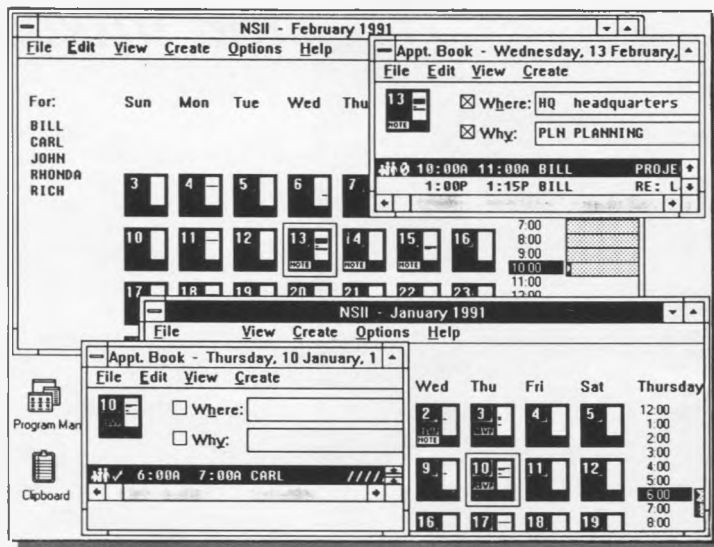 NSII - February 1991
File Edit View Create Options Help
For:
BILL
CARL
JOHN
RHONDA
RICH
Sun Mon Tue Wed Thu
3 4 5 6 7
10 11 12 13 14 15 16
NOTE NOTE NOTE
17 18 19 20 21 22 23
7:00
8:00
9:00
10:00
11:00
12:00
Appt. Book - Wednesday, 13 February,
File Edit View Create
13
NOTE
Where: HQ headquarters
Why: PLN PLANNING
10:00A 11:00A BILL PROJE
1:00P 1:15P BILL RE: L
NSII - January 1991
File View Create Options Help
Wed Thu Fri Sat Thursday
2 3 4 5
NOTE
9 10 11 12
16 17 18 19
12:00
1:00
2:00
3:00
4:00
5:00
6:00
7:00
8:00
Appt. Book - Thursday, 10 January, 1
File Edit View Create
10
Where:
Why:
6:00A 7:00A CARL ////
Program Man
Clipboard